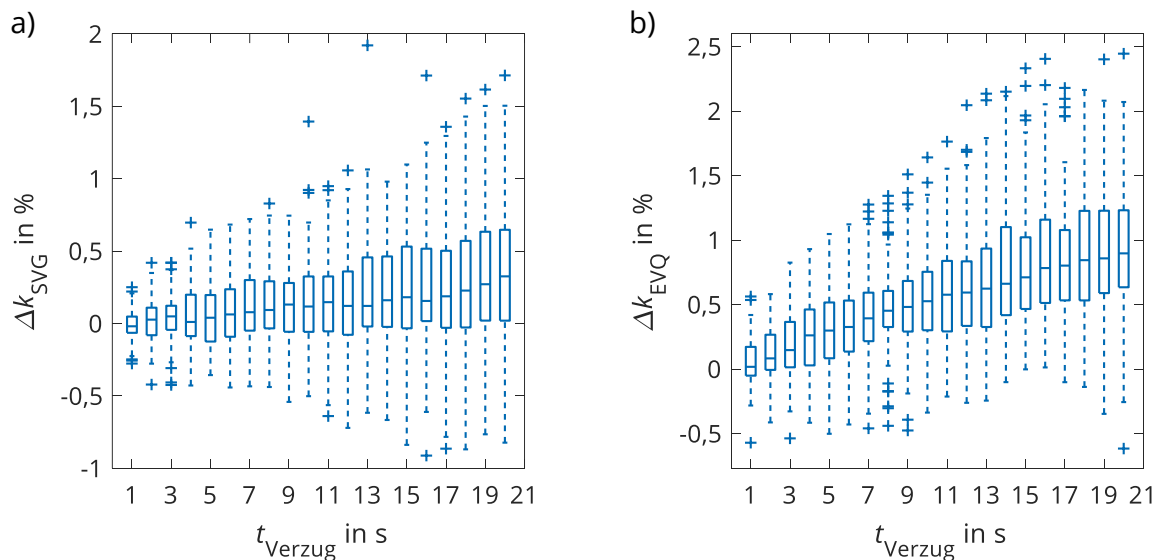 a)
2
1,5
1
0,5
0
-0,5
-1
Δk_SVG in %
1 3 5 7 9 11 13 15 17 19 21
t_Verzug in s
b)
2,5
2
1,5
1
0,5
0
-0,5
Δk_EVQ in %
1 3 5 7 9 11 13 15 17 19 21
t_Verzug in s